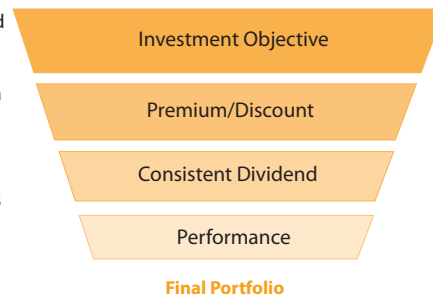 Investment Objective
Premium/Discount
Consistent Dividend
Performance
Final Portfolio